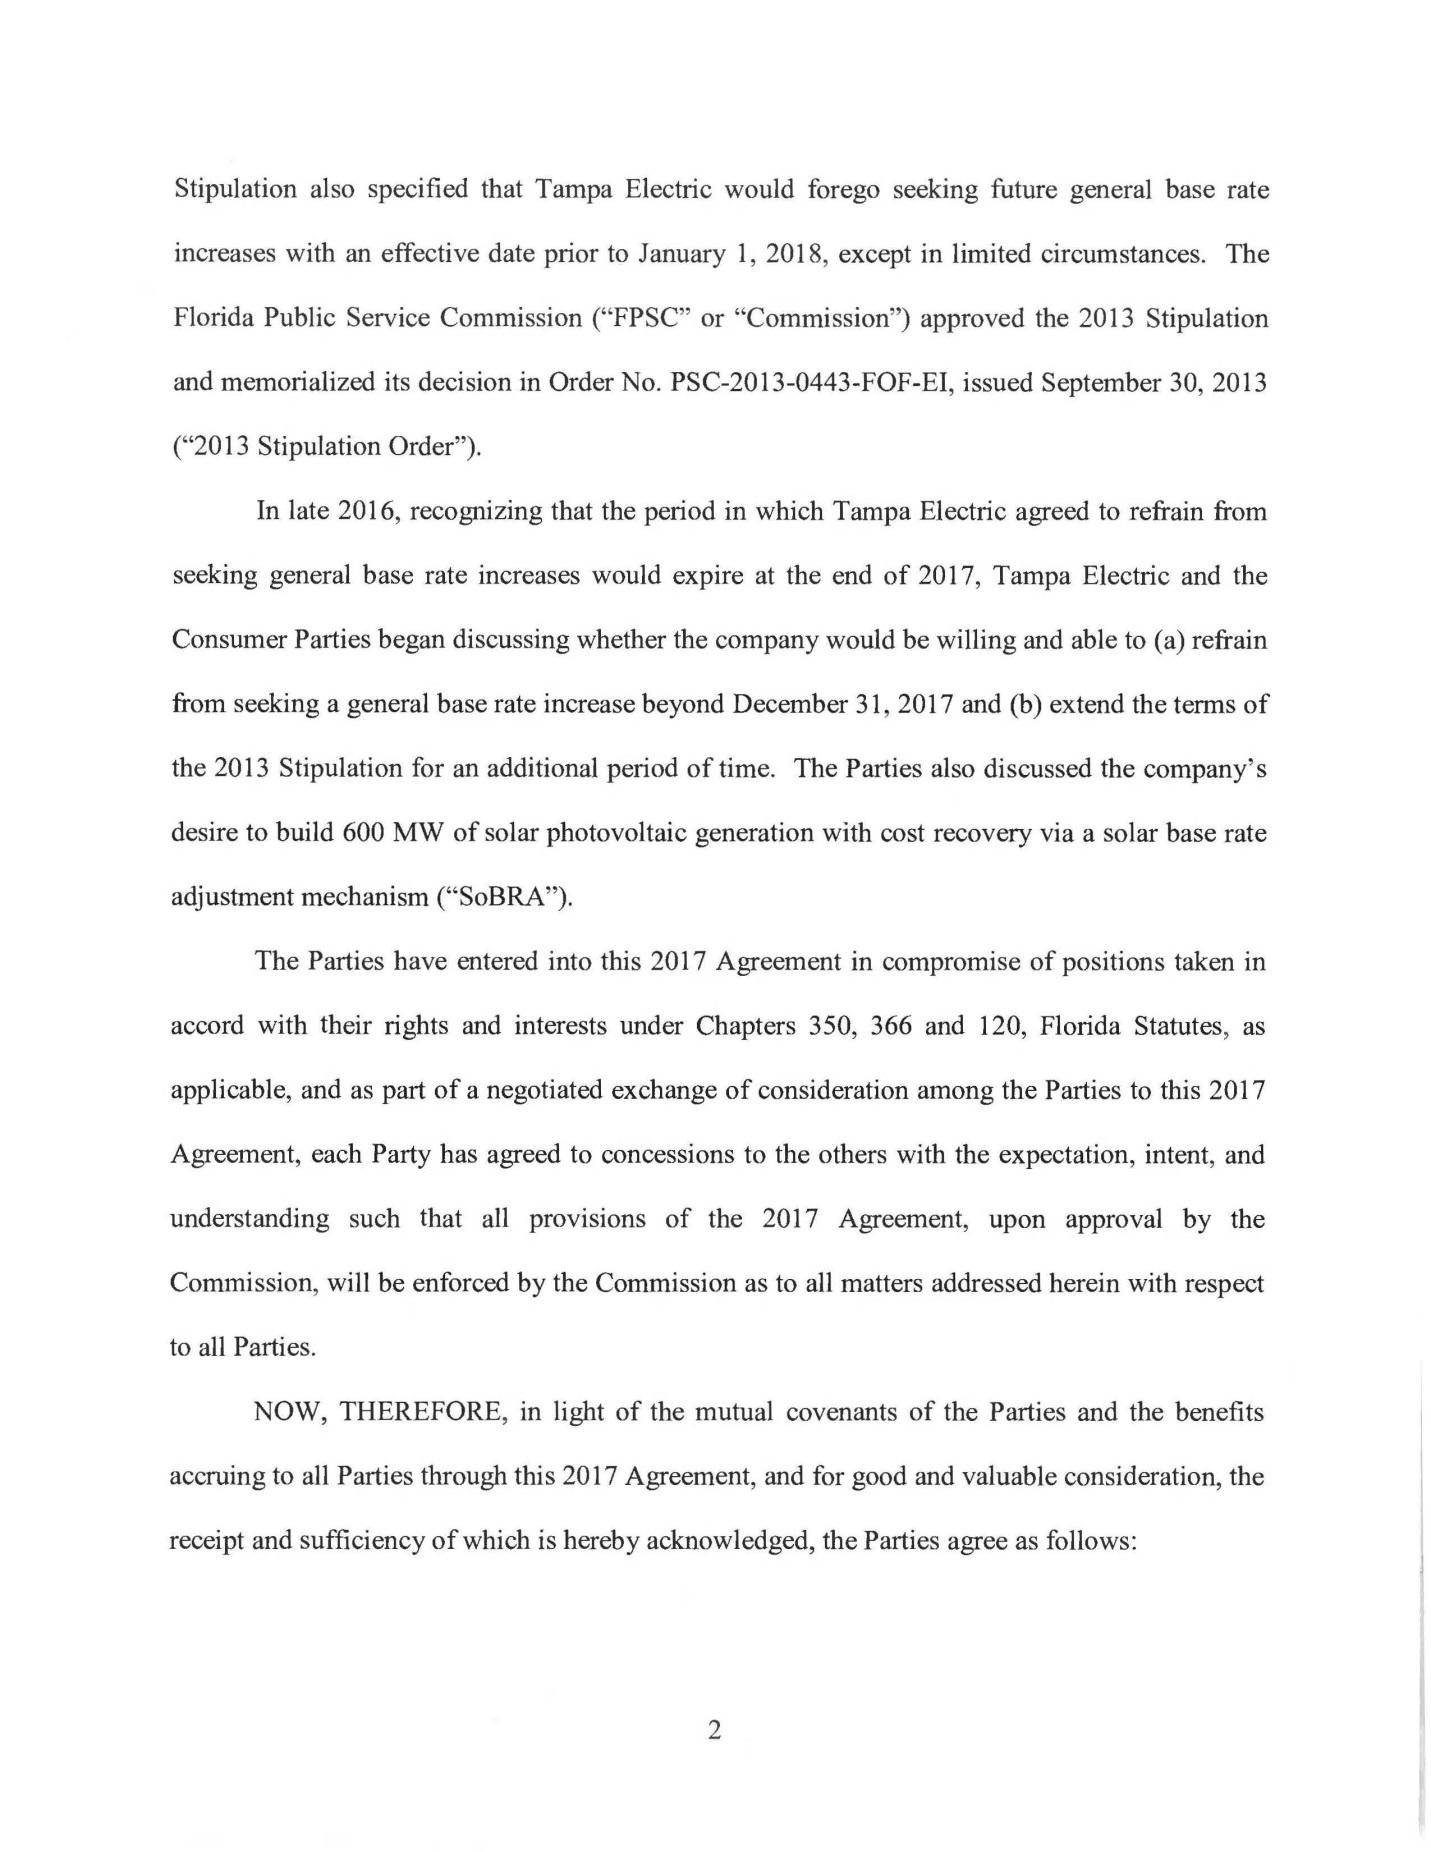 Stipulation also specified that Tampa Electric would forego seeking future general base rate
increases with an effective date prior to January 1, 2018, except in limited circumstances. The
Florida Public Service Commission (“FPSC” or “Commission”) approved the 2013 Stipulation
and memorialized its decision in Order No. PSC-2013-0443-FOF-EI, issued September 30, 2013
(“2013 Stipulation Order”).
In late 2016, recognizing that the period in which Tampa Electric agreed to refrain from
seeking general base rate increases would expire at the end of 2017, Tampa Electric and the
Consumer Parties began discussing whether the company would be willing and able to (a) refrain
from seeking a general base rate increase beyond December 31, 2017 and (b) extend the terms of
the 2013 Stipulation for an additional period of time. The Parties also discussed the company’s
desire to build 600 MW of solar photovoltaic generation with cost recovery via a solar base rate
adjustment mechanism (“SoBRA”).
The Parties have entered into this 2017 Agreement in compromise of positions taken in
accord with their rights and interests under Chapters 350, 366 and 120, Florida Statutes, as
applicable, and as part of a negotiated exchange of consideration among the Parties to this 2017
Agreement, each Party has agreed to concessions to the others with the expectation, intent, and
understanding such that all provisions of the 2017 Agreement, upon approval by the
Commission, will be enforced by the Commission as to all matters addressed herein with respect
to all Parties.
NOW, THEREFORE, in light of the mutual covenants of the Parties and the benefits
accruing to all Parties through this 2017 Agreement, and for good and valuable consideration, the
receipt and sufficiency of which is hereby acknowledged, the Parties agree as follows:
2